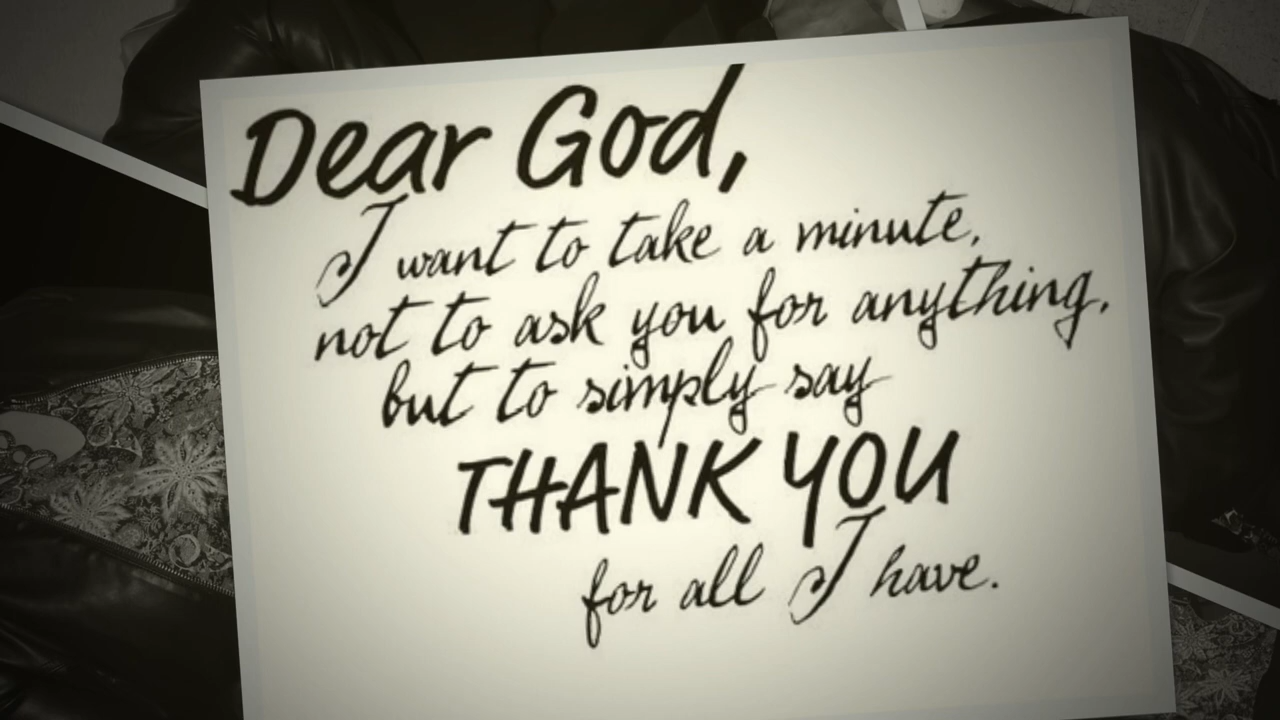 Dear God,
I want to take a minute,
not to ask you for anything,
but to simply say
THANK YOU
for all I have.